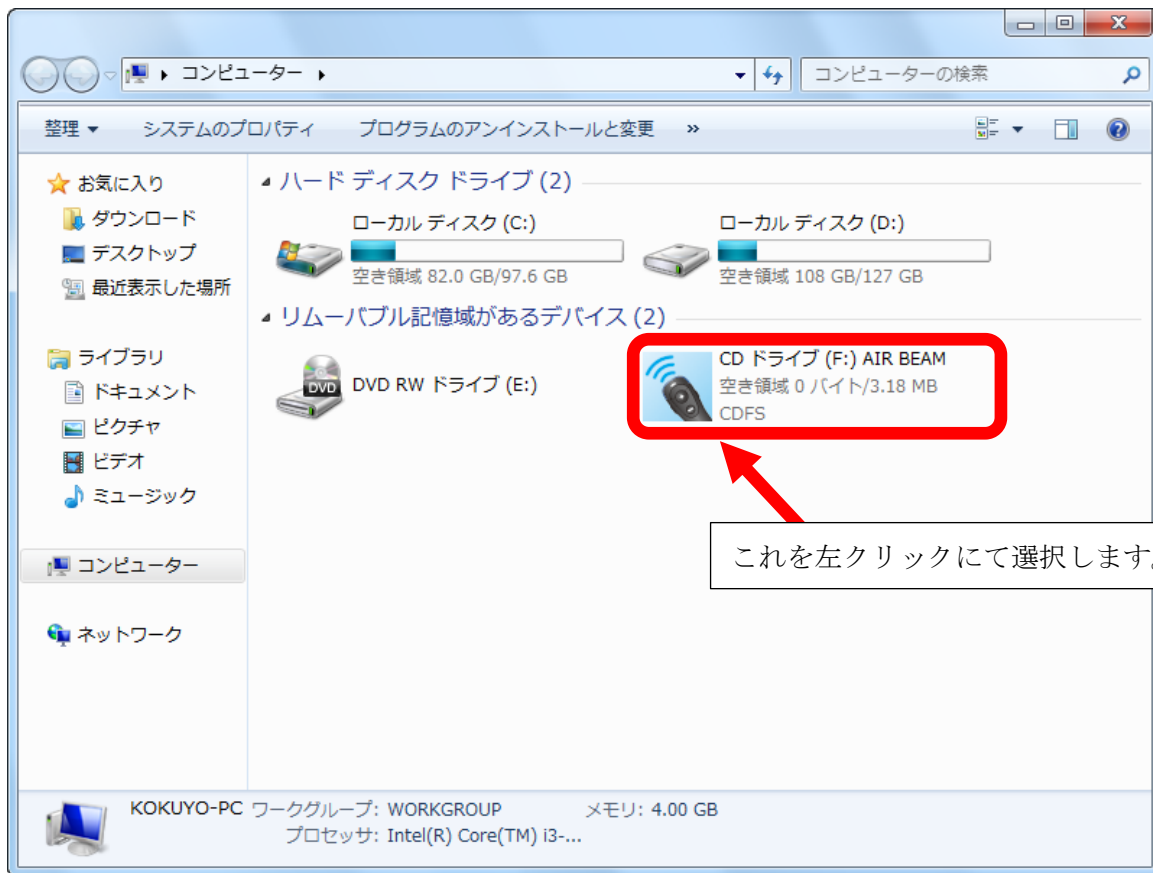 コンピューター
コンピューターの検索
整理 システムのプロパティ プログラムのアンインストールと変更 »
お気に入り
ダウンロード
デスクトップ
最近表示した場所
ライブラリ
ドキュメント
ピクチャ
ビデオ
ミュージック
コンピューター
ネットワーク
ハード ディスク ドライブ (2)
ローカル ディスク (C:)
空き領域 82.0 GB/97.6 GB
ローカル ディスク (D:)
空き領域 108 GB/127 GB
リムーバブル記憶域があるデバイス (2)
DVD
DVD RW ドライブ (E:)
CD ドライブ (F:) AIR BEAM
空き領域 0 バイト/3.18 MB
CDFS
これを左クリックにて選択します。
KOKUYO-PC ワークグループ: WORKGROUP メモリ: 4.00 GB
プロセッサ: Intel(R) Core(TM) i3-...